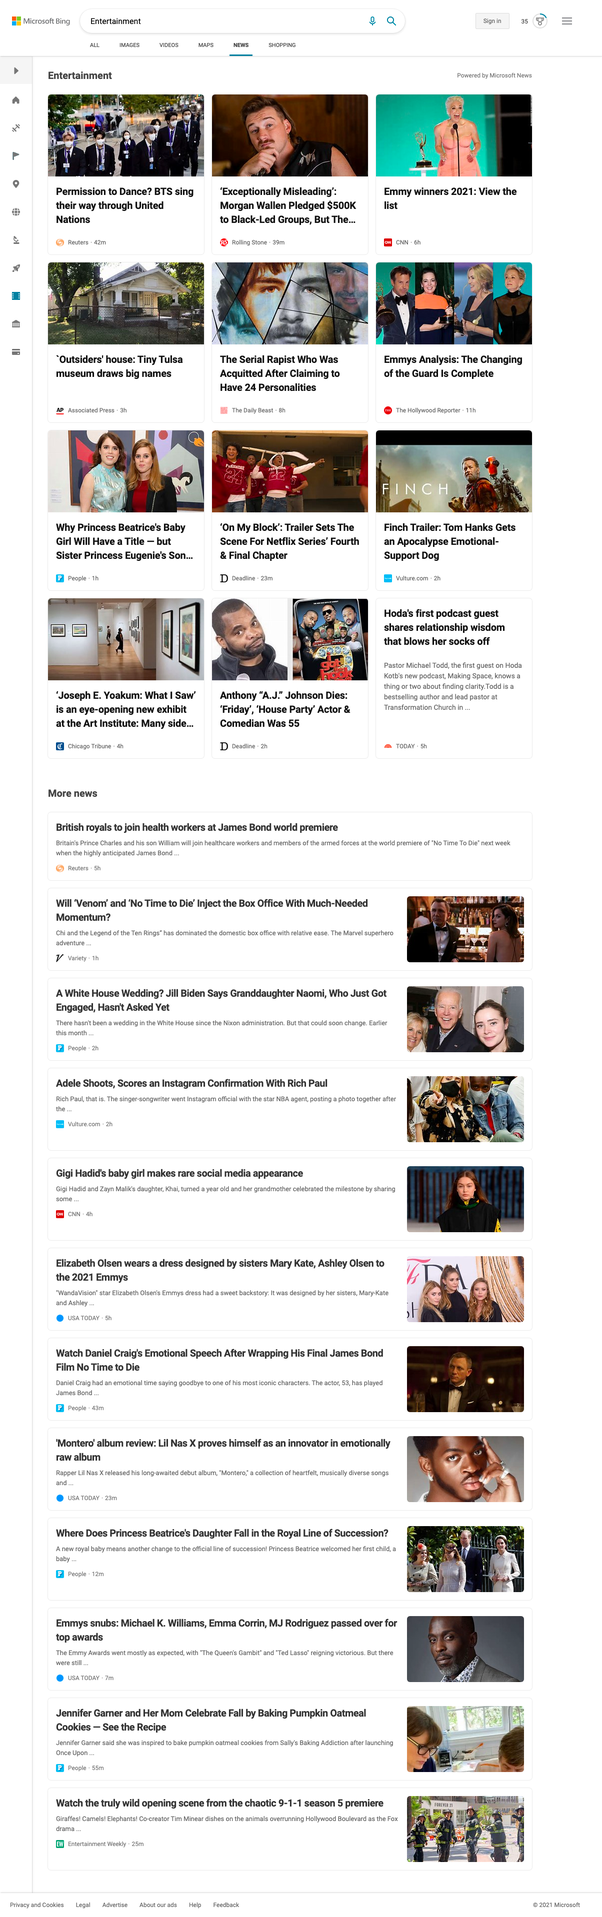 Microsoft Bing
Entertainment
Sign in
35
ALL IMAGES VIDEOS MAPS NEWS SHOPPING
Entertainment
Powered by Microsoft News
Permission to Dance? BTS sing
their way through United
Nations
Reuters · 42m
‘Exceptionally Misleading’:
Morgan Wallen Pledged $500K
to Black-Led Groups, But The...
Rolling Stone · 39m
Emmy winners 2021: View the
list
CNN · 6h
`Outsiders' house: Tiny Tulsa
museum draws big names
AP Associated Press · 3h
The Serial Rapist Who Was
Acquitted After Claiming to
Have 24 Personalities
The Daily Beast · 8h
Emmys Analysis: The Changing
of the Guard Is Complete
The Hollywood Reporter · 11h
Why Princess Beatrice's Baby
Girl Will Have a Title — but
Sister Princess Eugenie's Son...
People · 1h
‘On My Block’: Trailer Sets The
Scene For Netflix Series’ Fourth
& Final Chapter
Deadline · 23m
FINCH
Finch Trailer: Tom Hanks Gets
an Apocalypse Emotional-
Support Dog
Vulture.com · 2h
‘Joseph E. Yoakum: What I Saw’
is an eye-opening new exhibit
at the Art Institute: Many side...
Chicago Tribune · 4h
Anthony “A.J.” Johnson Dies:
‘Friday’, ‘House Party’ Actor &
Comedian Was 55
Deadline · 2h
Hoda's first podcast guest
shares relationship wisdom
that blows her socks off
Pastor Michael Todd, the first guest on Hoda
Kotb's new podcast, Making Space, knows a
thing or two about finding clarity.Todd is a
bestselling author and lead pastor at
Transformation Church in ...
TODAY · 5h
More news
British royals to join health workers at James Bond world premiere
Britain's Prince Charles and his son William will join healthcare workers and members of the armed forces at the world premiere of "No Time To Die" next week
when the highly anticipated James Bond ...
Reuters · 5h
Will ‘Venom’ and ‘No Time to Die’ Inject the Box Office With Much-Needed
Momentum?
Chi and the Legend of the Ten Rings” has dominated the domestic box office with relative ease. The Marvel superhero
adventure ...
Variety · 1h
A White House Wedding? Jill Biden Says Granddaughter Naomi, Who Just Got
Engaged, Hasn't Asked Yet
There hasn't been a wedding in the White House since the Nixon administration. But that could soon change. Earlier
this month ...
People · 2h
Adele Shoots, Scores an Instagram Confirmation With Rich Paul
Rich Paul, that is. The singer-songwriter went Instagram official with the star NBA agent, posting a photo together after
the ...
Vulture.com · 2h
Gigi Hadid's baby girl makes rare social media appearance
Gigi Hadid and Zayn Malik's daughter, Khai, turned a year old and her grandmother celebrated the milestone by sharing
some ...
CNN · 4h
Elizabeth Olsen wears a dress designed by sisters Mary Kate, Ashley Olsen to
the 2021 Emmys
"WandaVision" star Elizabeth Olsen's Emmys dress had a sweet backstory: It was designed by her sisters, Mary-Kate
and Ashley ...
USA TODAY · 5h
Watch Daniel Craig's Emotional Speech After Wrapping His Final James Bond
Film No Time to Die
Daniel Craig had an emotional time saying goodbye to one of his most iconic characters. The actor, 53, has played
James Bond ...
People · 43m
'Montero' album review: Lil Nas X proves himself as an innovator in emotionally
raw album
Rapper Lil Nas X released his long-awaited debut album, "Montero," a collection of heartfelt, musically diverse songs
and ...
USA TODAY · 23m
Where Does Princess Beatrice's Daughter Fall in the Royal Line of Succession?
A new royal baby means another change to the official line of succession! Princess Beatrice welcomed her first child, a
baby ...
People · 12m
Emmys snubs: Michael K. Williams, Emma Corrin, MJ Rodriguez passed over for
top awards
The Emmy Awards went mostly as expected, with "The Queen's Gambit" and "Ted Lasso" reigning victorious. But there
were still ...
USA TODAY · 7m
Jennifer Garner and Her Mom Celebrate Fall by Baking Pumpkin Oatmeal
Cookies — See the Recipe
Jennifer Garner said she was inspired to bake pumpkin oatmeal cookies from Sally's Baking Addiction after launching
Once Upon ...
People · 55m
Watch the truly wild opening scene from the chaotic 9-1-1 season 5 premiere
Giraffes! Camels! Elephants! Co-creator Tim Minear dishes on the animals overrunning Hollywood Boulevard as the Fox
drama ...
Entertainment Weekly · 25m
Privacy and Cookies Legal Advertise About our ads Help Feedback
© 2021 Microsoft